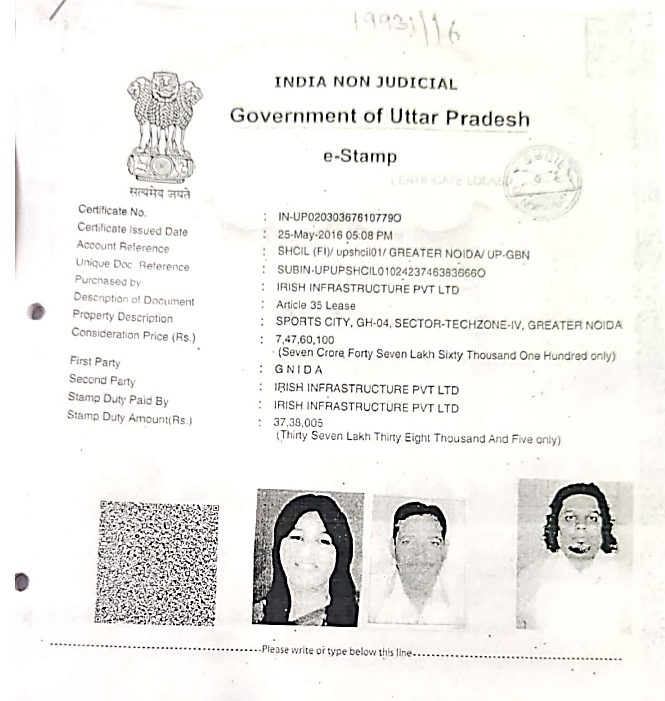 19931/16
INDIA NON JUDICIAL
Government of Uttar Pradesh
e-Stamp
CERTIFICATE LOCKED
SHCIL
सत्यमेव जयते
Certificate No. : IN-UP02030367610779O
Certificate Issued Date : 25-May-2016 05:08 PM
Account Reference : SHCIL (FI)/ upshcil01/ GREATER NOIDA/ UP-GBN
Unique Doc. Reference : SUBIN-UPUPSHCIL01024237463836660
Purchased by : IRISH INFRASTRUCTURE PVT LTD
Description of Document : Article 35 Lease
Property Description : SPORTS CITY, GH-04, SECTOR-TECHZONE-IV, GREATER NOIDA
Consideration Price (Rs.) : 7,47,60,100
(Seven Crore Forty Seven Lakh Sixty Thousand One Hundred only)
First Party : G N I D A
Second Party : IRISH INFRASTRUCTURE PVT LTD
Stamp Duty Paid By : IRISH INFRASTRUCTURE PVT LTD
Stamp Duty Amount(Rs.) : 37,38,005
(Thirty Seven Lakh Thirty Eight Thousand And Five only)
Please write or type below this line